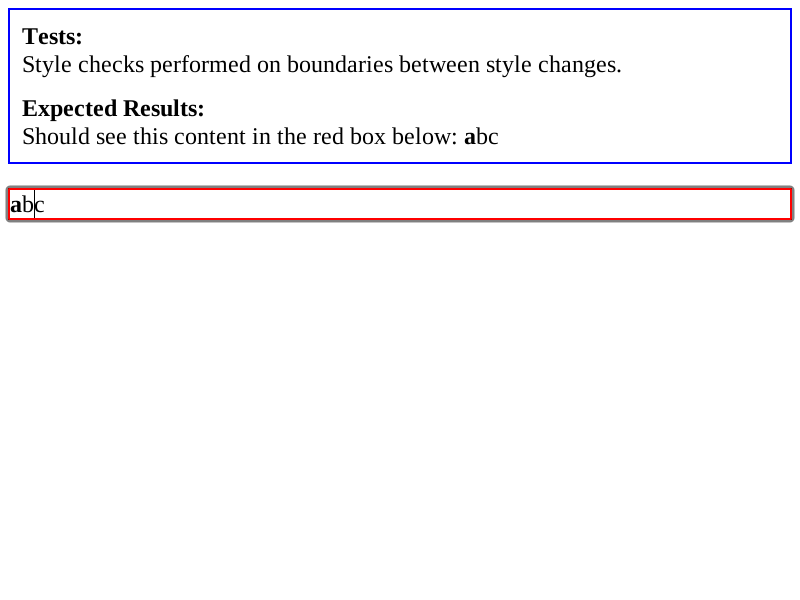 Tests:
Style checks performed on boundaries between style changes.
Expected Results:
Should see this content in the red box below: abc
abc